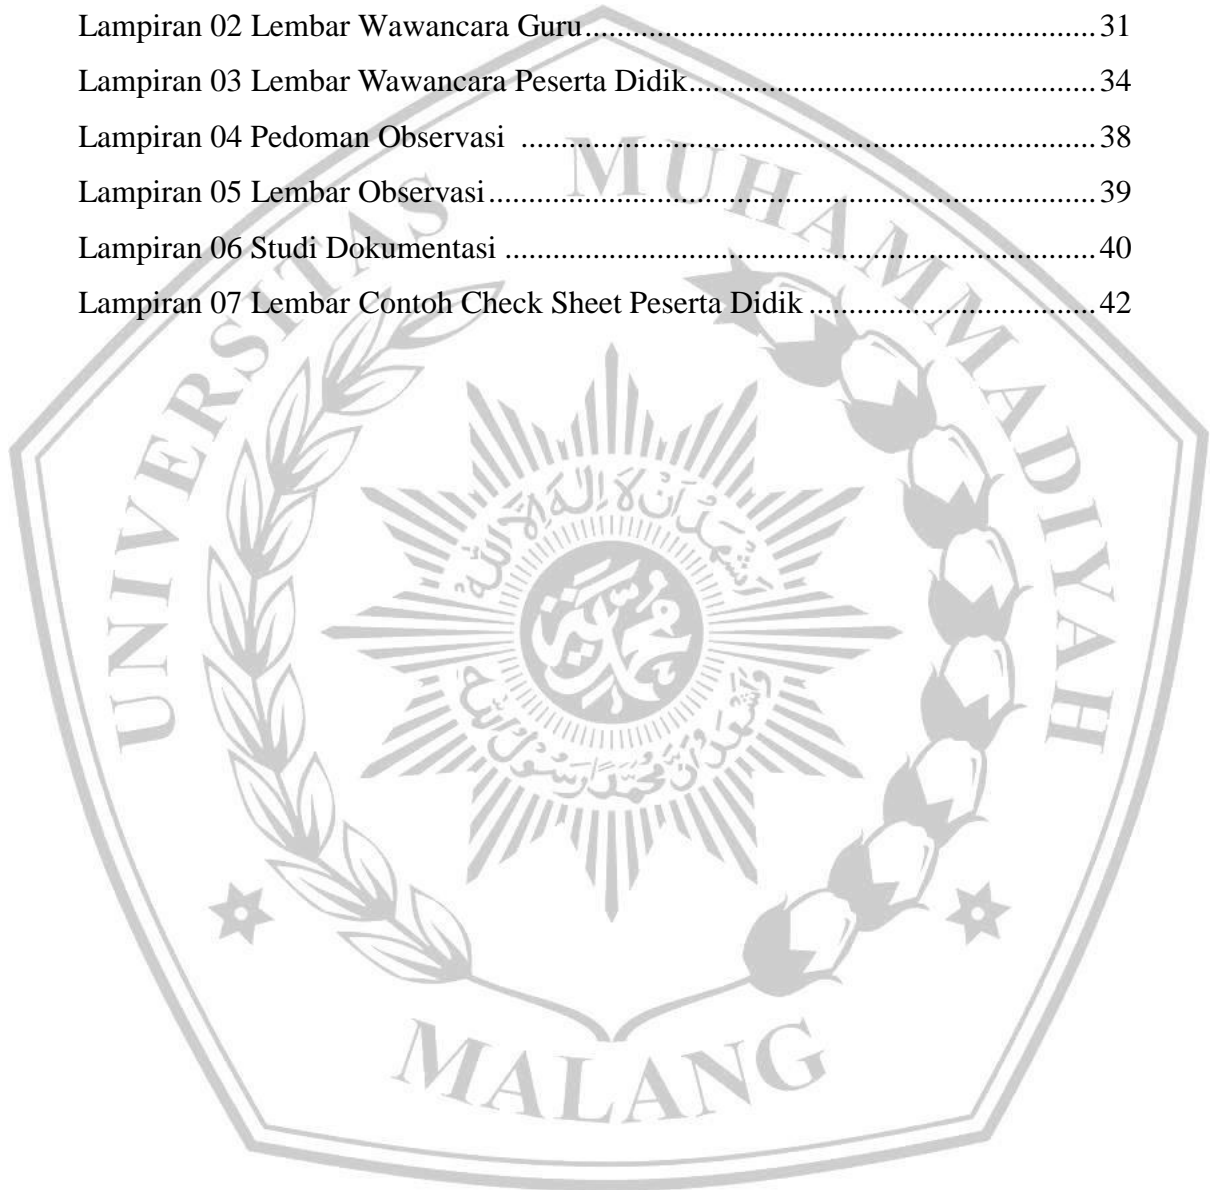 Lampiran 02 Lembar Wawancara Guru................................................................31
Lampiran 03 Lembar Wawancara Peserta Didik...................................................34
Lampiran 04 Pedoman Observasi ........................................................................38
Lampiran 05 Lembar Observasi............................................................................39
Lampiran 06 Studi Dokumentasi ..........................................................................40
Lampiran 07 Lembar Contoh Check Sheet Peserta Didik ....................................42
UNIVERSITAS MUHAMMADIYAH
MALANG